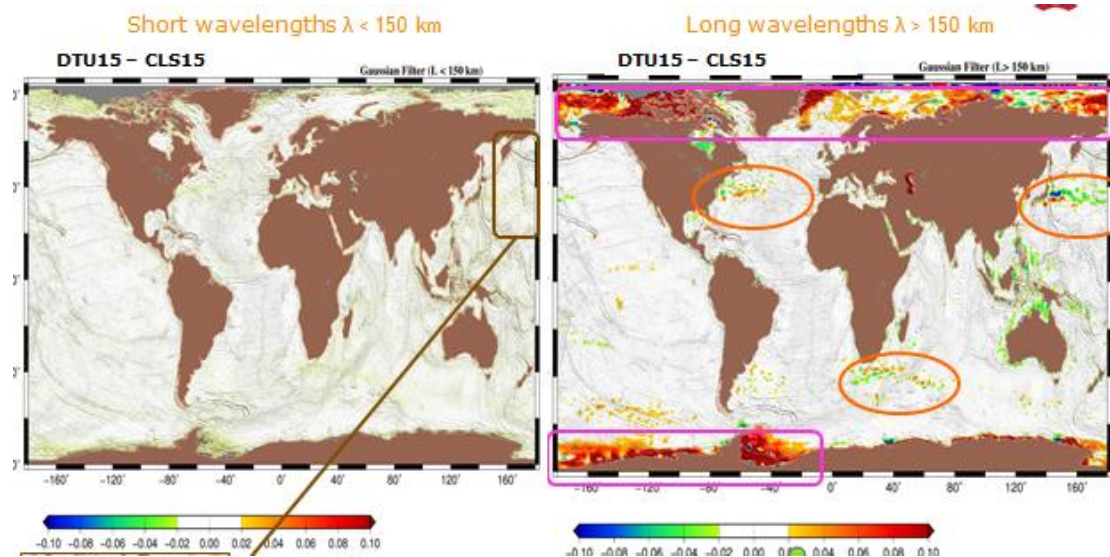 Short wavelengths λ < 150 km
Long wavelengths λ > 150 km
DTU15 – CLS15
Gaussian Filter (L < 150 km)
DTU15 – CLS15
Gaussian Filter (L> 150 km)
−160° −120° −80° −40° 0° 40° 80° 120° 160°
−160° −120° −80° −40° 0° 40° 80° 120° 160°
−0.10 −0.08 −0.06 −0.04 −0.02 0.00 0.02 0.04 0.06 0.08 0.10
−0.10 −0.08 −0.06 −0.04 −0.02 0.00 0.04 0.06 0.08 0.10